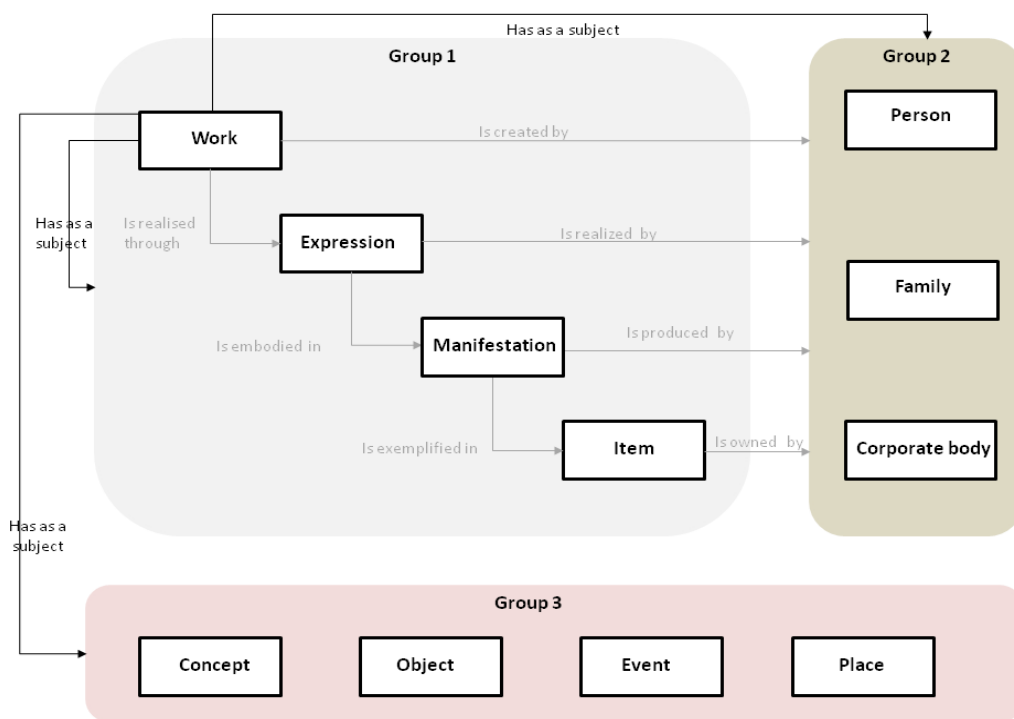 Has as a subject
Group 1
Group 2
Person
Work
Is created by
Has as a
subject
Is realised
through
Expression
Is realized by
Family
Is embodied in
Manifestation
Is produced by
Is exemplified in
Item
Is owned by
Corporate body
Has as a
subject
Group 3
Concept
Object
Event
Place